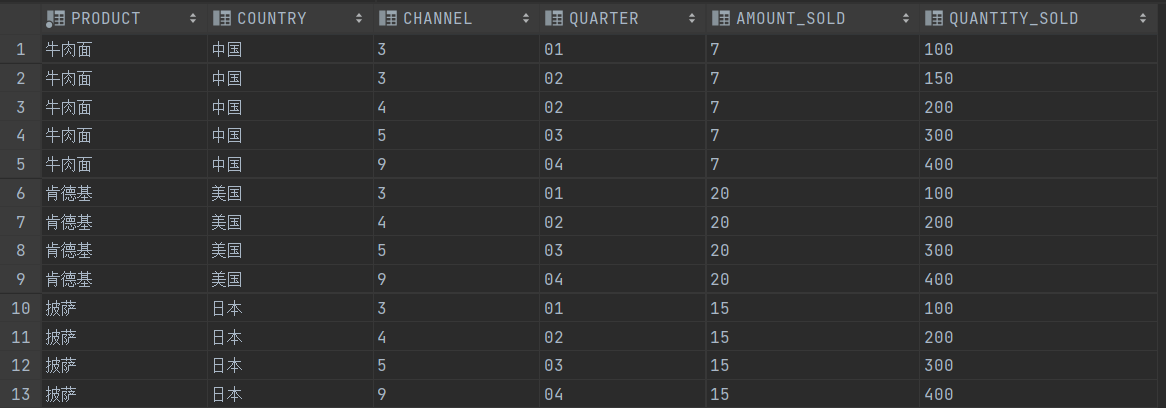 PRODUCT COUNTRY CHANNEL QUARTER AMOUNT_SOLD QUANTITY_SOLD
1 牛肉面 中国 3 01 7 100
2 牛肉面 中国 3 02 7 150
3 牛肉面 中国 4 02 7 200
4 牛肉面 中国 5 03 7 300
5 牛肉面 中国 9 04 7 400
6 肯德基 美国 3 01 20 100
7 肯德基 美国 4 02 20 200
8 肯德基 美国 5 03 20 300
9 肯德基 美国 9 04 20 400
10 披萨 日本 3 01 15 100
11 披萨 日本 4 02 15 200
12 披萨 日本 5 03 15 300
13 披萨 日本 9 04 15 400